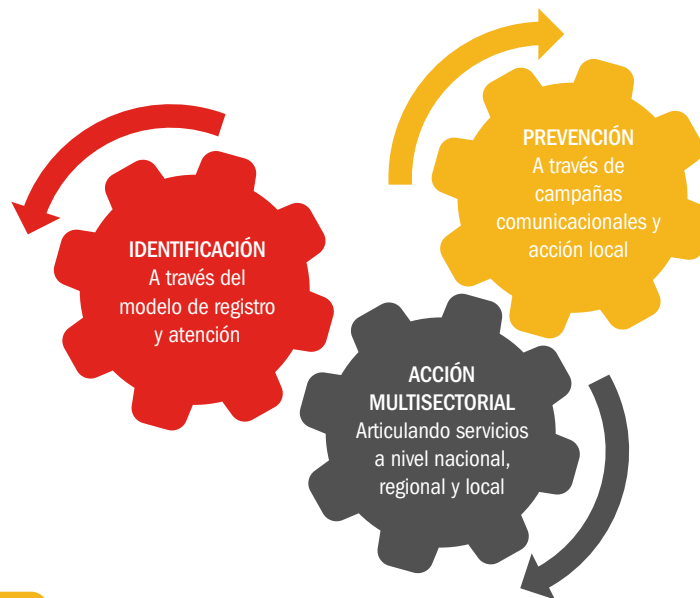 PREVENCIÓN
A través de
campañas
comunicacionales y
acción local
IDENTIFICACIÓN
A través del
modelo de registro
y atención
ACCIÓN
MULTISECTORIAL
Articulando servicios
a nivel nacional,
regional y local